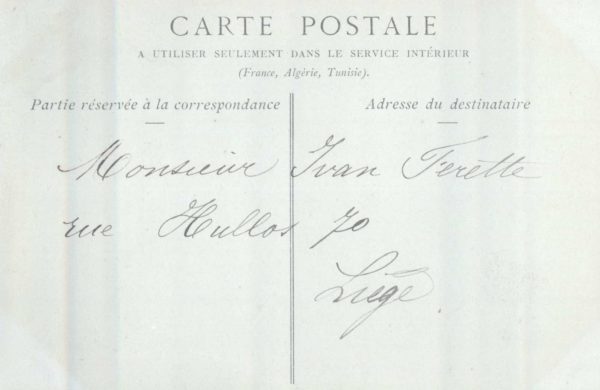 CARTE POSTALE
A UTILISER SEULEMENT DANS LE SERVICE INTÉRIEUR
(France, Algérie, Tunisie).
Partie réservée à la correspondance
Adresse du destinataire
Monsieur Ivan Ferette
rue Hullos 70
Liége